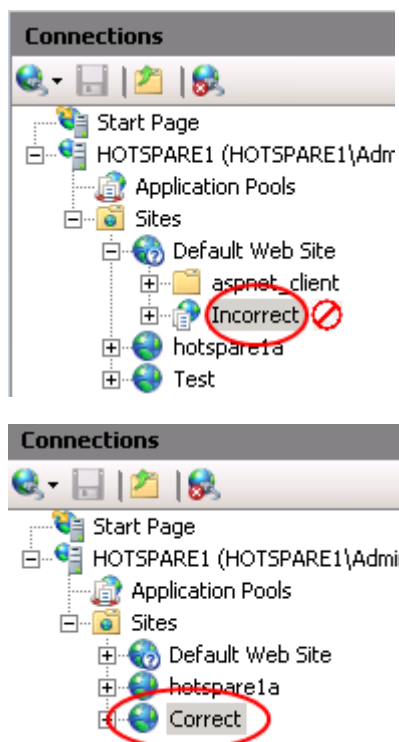 Connections
Start Page
HOTSPARE1 (HOTSPARE1\Adm
Application Pools
Sites
Default Web Site
aspnet_client
Incorrect
hotspare1a
Test
Connections
Start Page
HOTSPARE1 (HOTSPARE1\Admi
Application Pools
Sites
Default Web Site
hotspare1a
Correct